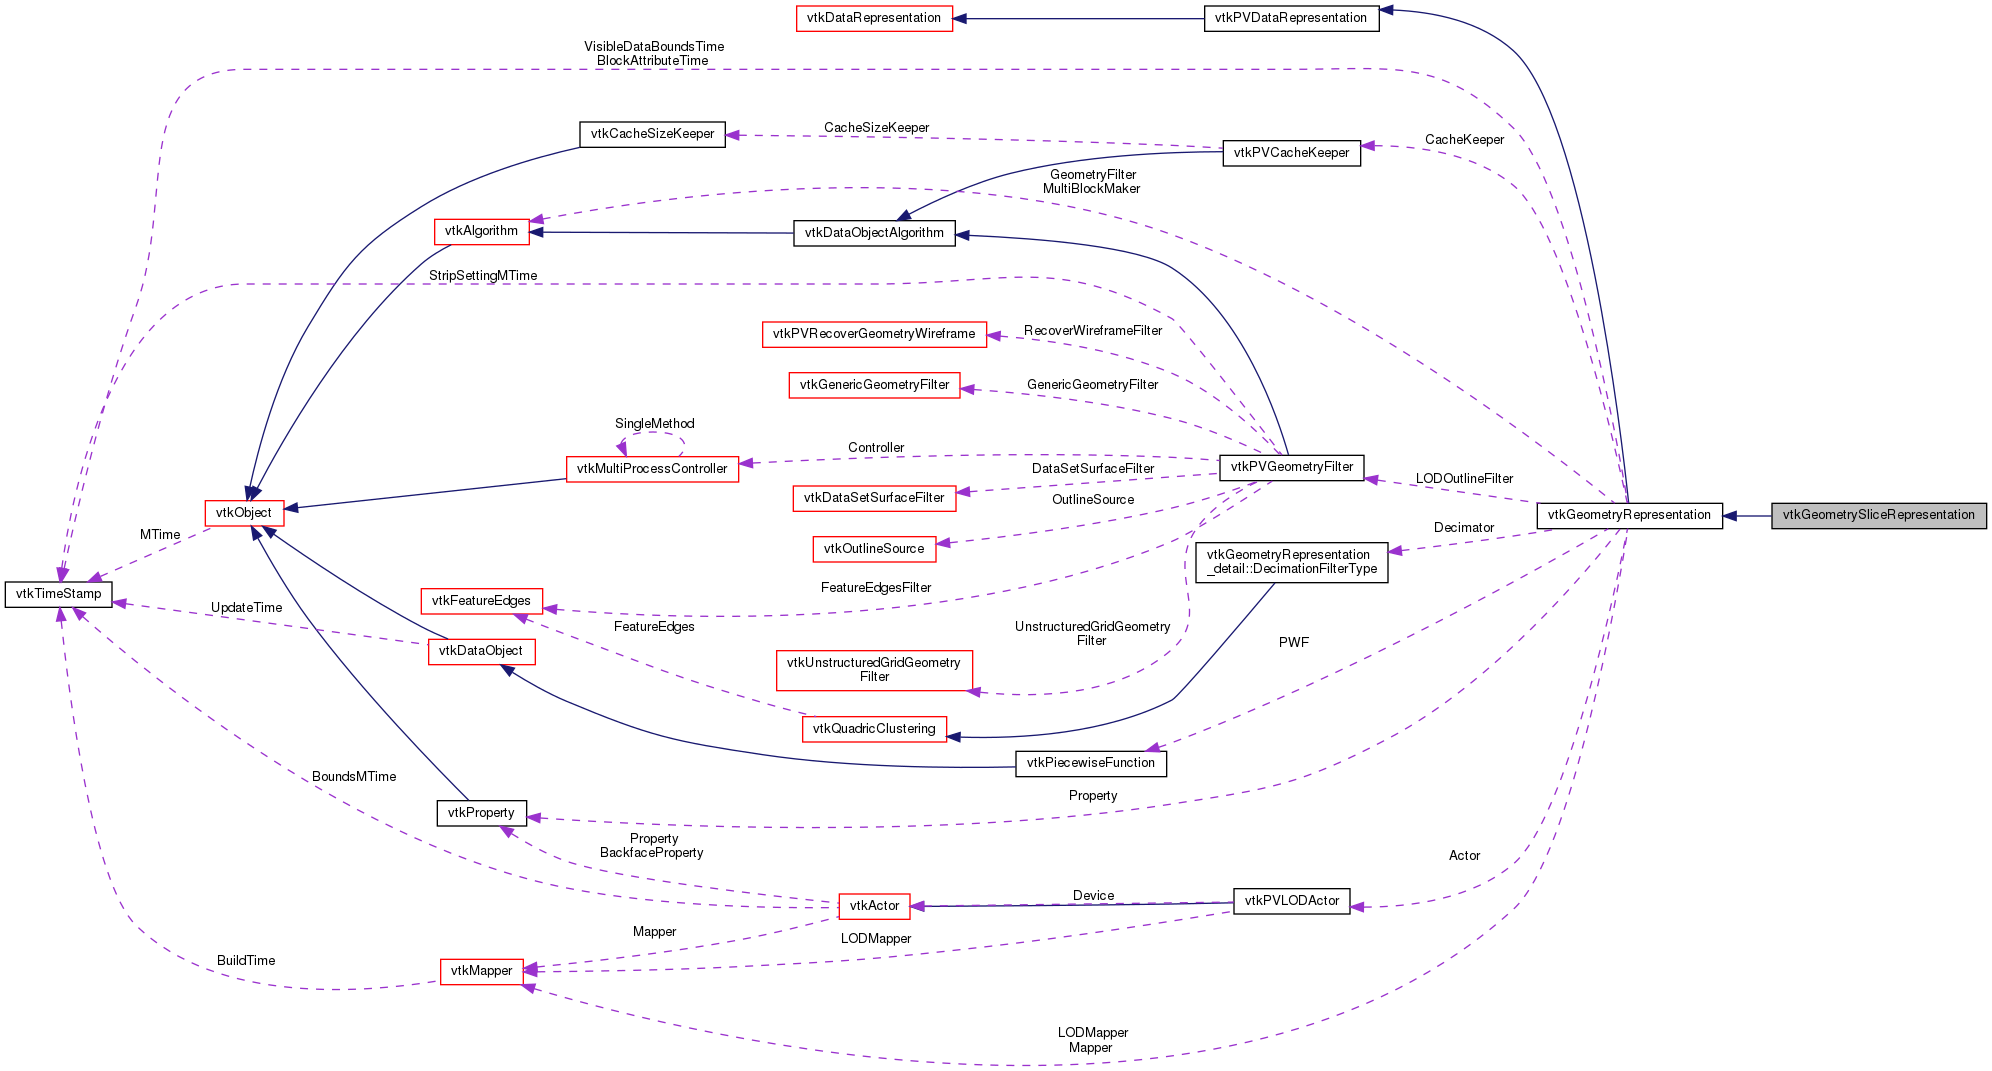 vtkDataRepresentation
vtkPVDataRepresentation
VisibleDataBoundsTime
BlockAttributeTime
vtkCacheSizeKeeper
CacheSizeKeeper
CacheKeeper
vtkPVCacheKeeper
GeometryFilter
MultiBlockMaker
vtkAlgorithm
vtkDataObjectAlgorithm
StripSettingMTime
vtkPVRecoverGeometryWireframe
RecoverWireframeFilter
vtkGenericGeometryFilter
GenericGeometryFilter
SingleMethod
Controller
vtkMultiProcessController
vtkPVGeometryFilter
DataSetSurfaceFilter
LODOutlineFilter
vtkDataSetSurfaceFilter
OutlineSource
vtkObject
vtkGeometryRepresentation
vtkGeometrySliceRepresentation
MTime
Decimator
vtkOutlineSource
vtkGeometryRepresentation
_detail::DecimationFilterType
vtkTimeStamp
FeatureEdgesFilter
vtkFeatureEdges
UpdateTime
FeatureEdges
UnstructuredGridGeometry
Filter
PWF
vtkDataObject
vtkUnstructuredGridGeometry
Filter
vtkQuadricClustering
vtkPiecewiseFunction
BoundsMTime
Property
vtkProperty
Property
BackfaceProperty
Actor
Device
vtkActor
vtkPVLODActor
Mapper
LODMapper
BuildTime
vtkMapper
LODMapper
Mapper